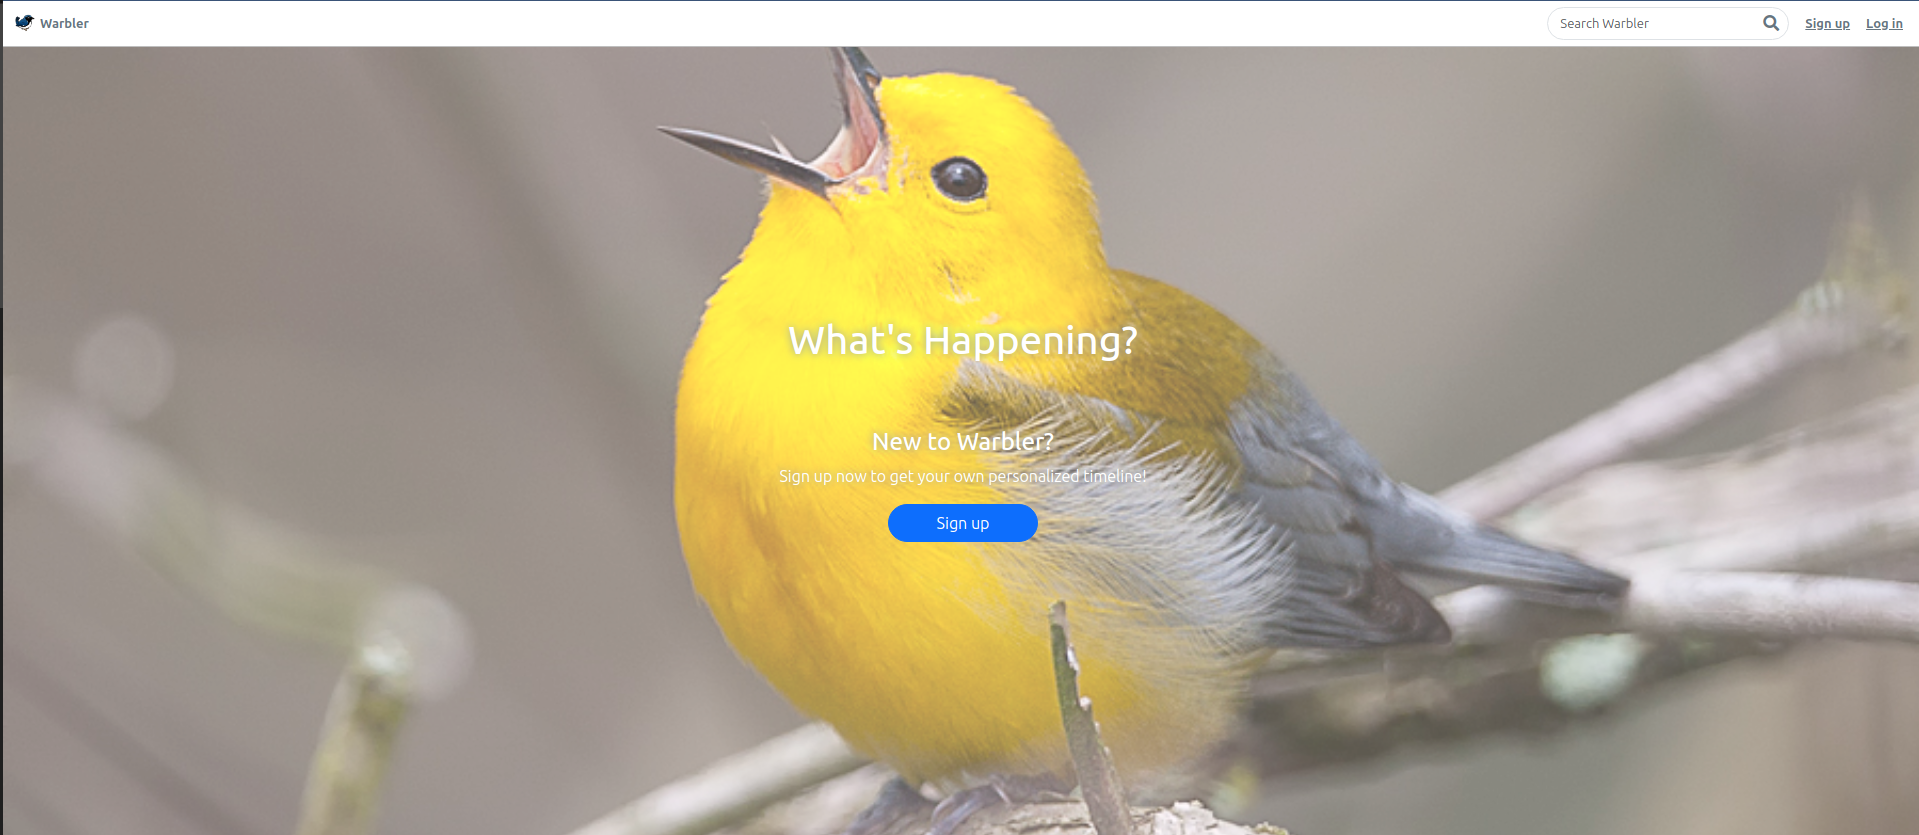 Warbler
Search Warbler
Sign up
Log in
What's Happening?
New to Warbler?
Sign up now to get your own personalized timeline!
Sign up